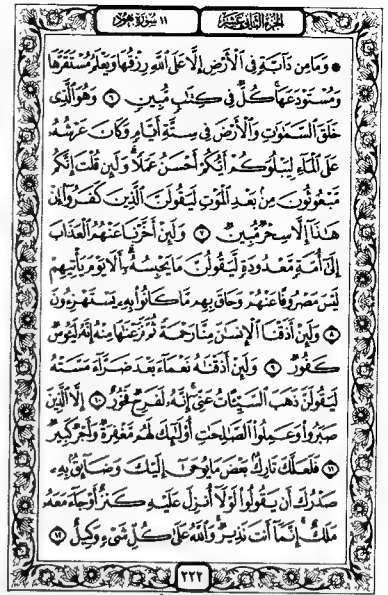 الجزء الثاني عشر
١١ سورة هود
۞ وَمَا مِن دَآبَّةٍ فِى ٱلْأَرْضِ إِلَّا عَلَى ٱللَّهِ رِزْقُهَا وَيَعْلَمُ مُسْتَقَرَّهَا
وَمُسْتَوْدَعَهَا ۚ كُلٌّ فِى كِتَٰبٍ مُّبِينٍ ٦ وَهُوَ ٱلَّذِى
خَلَقَ ٱلسَّمَٰوَٰتِ وَٱلْأَرْضَ فِى سِتَّةِ أَيَّامٍ وَكَانَ عَرْشُهُۥ
عَلَى ٱلْمَآءِ لِيَبْلُوَكُمْ أَيُّكُمْ أَحْسَنُ عَمَلًا ۗ وَلَئِن قُلْتَ إِنَّكُم
مَّبْعُوثُونَ مِنۢ بَعْدِ ٱلْمَوْتِ لَيَقُولَنَّ ٱلَّذِينَ كَفَرُوٓا۟ إِنْ
هَٰذَآ إِلَّا سِحْرٌ مُّبِينٌ ٧ وَلَئِنْ أَخَّرْنَا عَنْهُمُ ٱلْعَذَابَ
إِلَىٰٓ أُمَّةٍ مَّعْدُودَةٍ لَّيَقُولُنَّ مَا يَحْبِسُهُۥٓ ۗ أَلَا يَوْمَ يَأْتِيهِمْ
لَيْسَ مَصْرُوفًا عَنْهُمْ وَحَاقَ بِهِم مَّا كَانُوا۟ بِهِۦ يَسْتَهْزِءُونَ
٨ وَلَئِنْ أَذَقْنَا ٱلْإِنسَٰنَ مِنَّا رَحْمَةً ثُمَّ نَزَعْنَٰهَا مِنْهُ إِنَّهُۥ لَيَـُٔوسٌ
كَفُورٌ ٩ وَلَئِنْ أَذَقْنَٰهُ نَعْمَآءَ بَعْدَ ضَرَّآءَ مَسَّتْهُ
لَيَقُولَنَّ ذَهَبَ ٱلسَّيِّـَٔاتُ عَنِّىٓ ۚ إِنَّهُۥ لَفَرِحٌ فَخُورٌ ١٠ إِلَّا ٱلَّذِينَ
صَبَرُوا۟ وَعَمِلُوا۟ ٱلصَّٰلِحَٰتِ أُو۟لَٰٓئِكَ لَهُم مَّغْفِرَةٌ وَأَجْرٌ كَبِيرٌ
١١ فَلَعَلَّكَ تَارِكٌۢ بَعْضَ مَا يُوحَىٰٓ إِلَيْكَ وَضَآئِقٌۢ بِهِۦ
صَدْرُكَ أَن يَقُولُوا۟ لَوْلَآ أُنزِلَ عَلَيْهِ كَنزٌ أَوْ جَآءَ مَعَهُۥ
مَلَكٌ ۚ إِنَّمَآ أَنتَ نَذِيرٌ ۚ وَٱللَّهُ عَلَىٰ كُلِّ شَىْءٍ وَكِيلٌ ١٢
٢٢٢